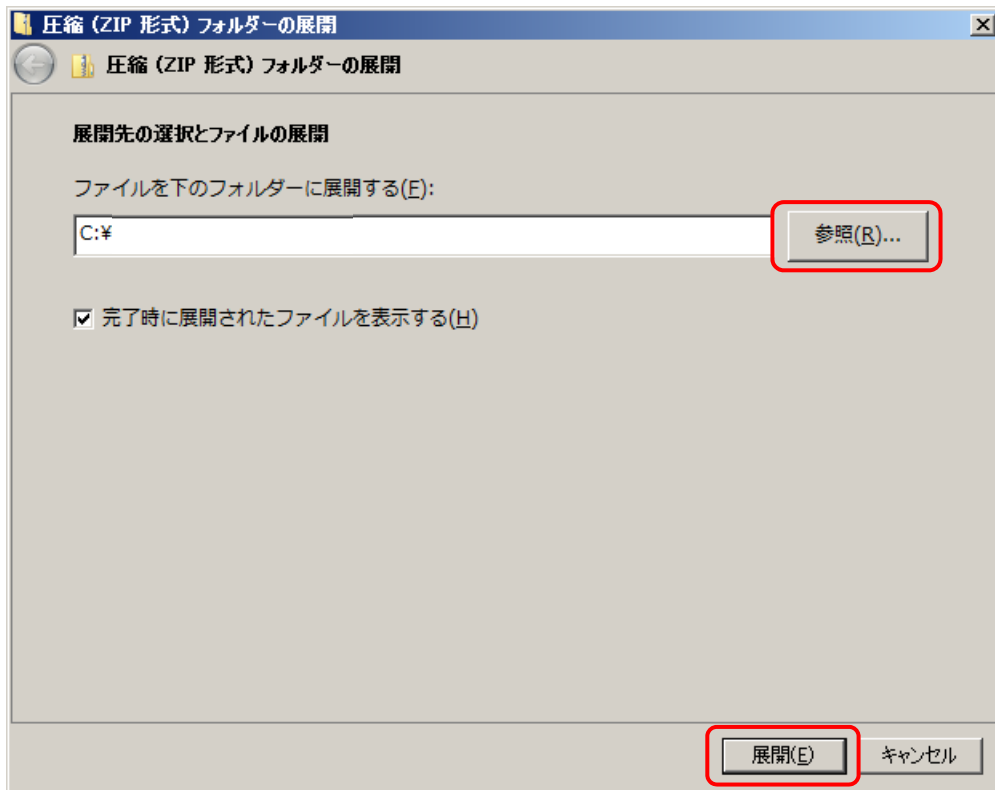 圧縮 (ZIP 形式) フォルダーの展開
圧縮 (ZIP 形式) フォルダーの展開
展開先の選択とファイルの展開
ファイルを下のフォルダーに展開する(F):
C:¥
参照(R)...
完了時に展開されたファイルを表示する(H)
展開(E)
キャンセル